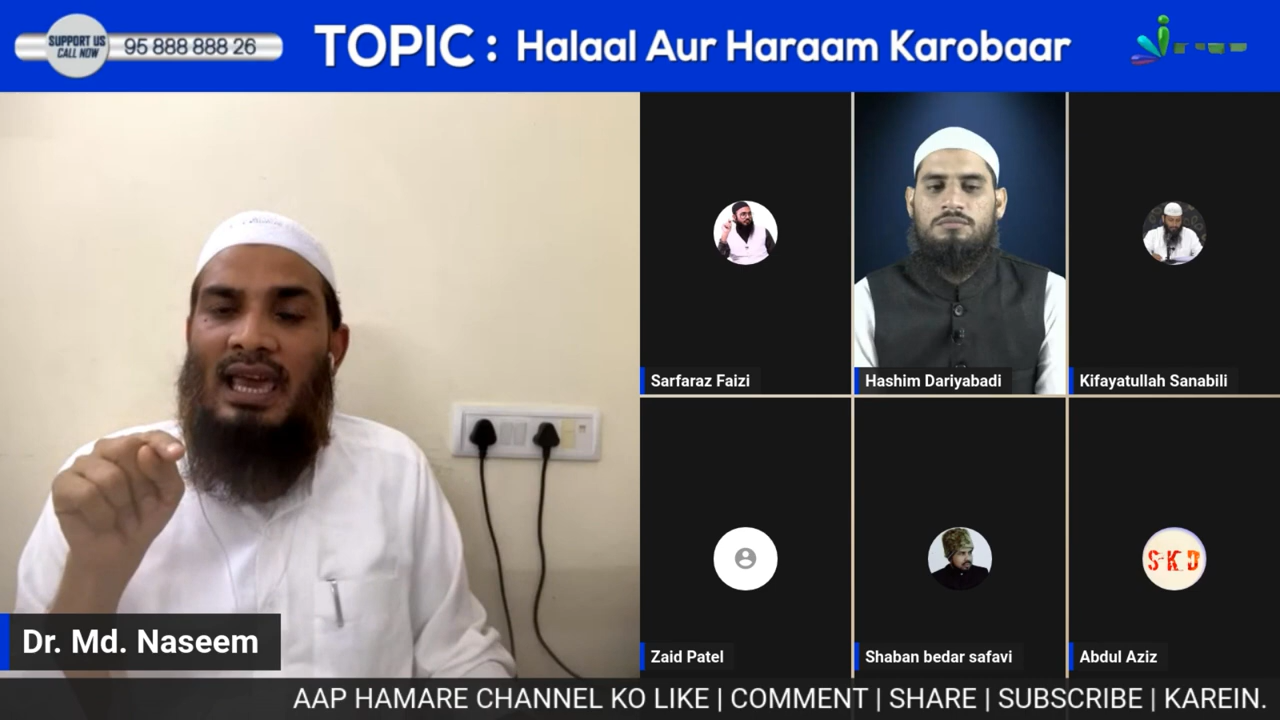 SUPPORT US
CALL NOW
95 888 888 26
TOPIC : Halaal Aur Haraam Karobaar
Dr. Md. Naseem
Sarfaraz Faizi
Hashim Dariyabadi
Kifayatullah Sanabili
Zaid Patel
Shaban bedar safavi
S K D
Abdul Aziz
AAP HAMARE CHANNEL KO LIKE | COMMENT | SHARE | SUBSCRIBE | KAREIN.